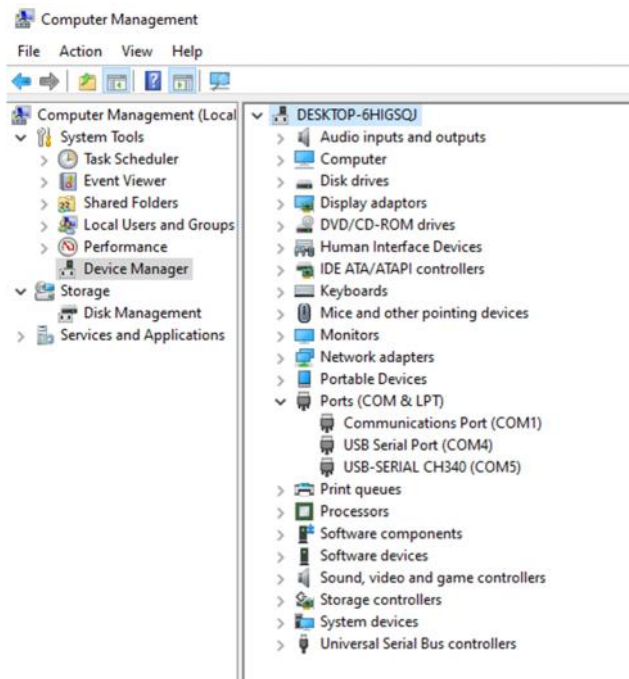 Computer Management
File Action View Help
Computer Management (Local
System Tools
Task Scheduler
Event Viewer
Shared Folders
Local Users and Groups
Performance
Device Manager
Storage
Disk Management
Services and Applications
DESKTOP-6HIGSQJ
Audio inputs and outputs
Computer
Disk drives
Display adaptors
DVD/CD-ROM drives
Human Interface Devices
IDE ATA/ATAPI controllers
Keyboards
Mice and other pointing devices
Monitors
Network adapters
Portable Devices
Ports (COM & LPT)
Communications Port (COM1)
USB Serial Port (COM4)
USB-SERIAL CH340 (COM5)
Print queues
Processors
Software components
Software devices
Sound, video and game controllers
Storage controllers
System devices
Universal Serial Bus controllers